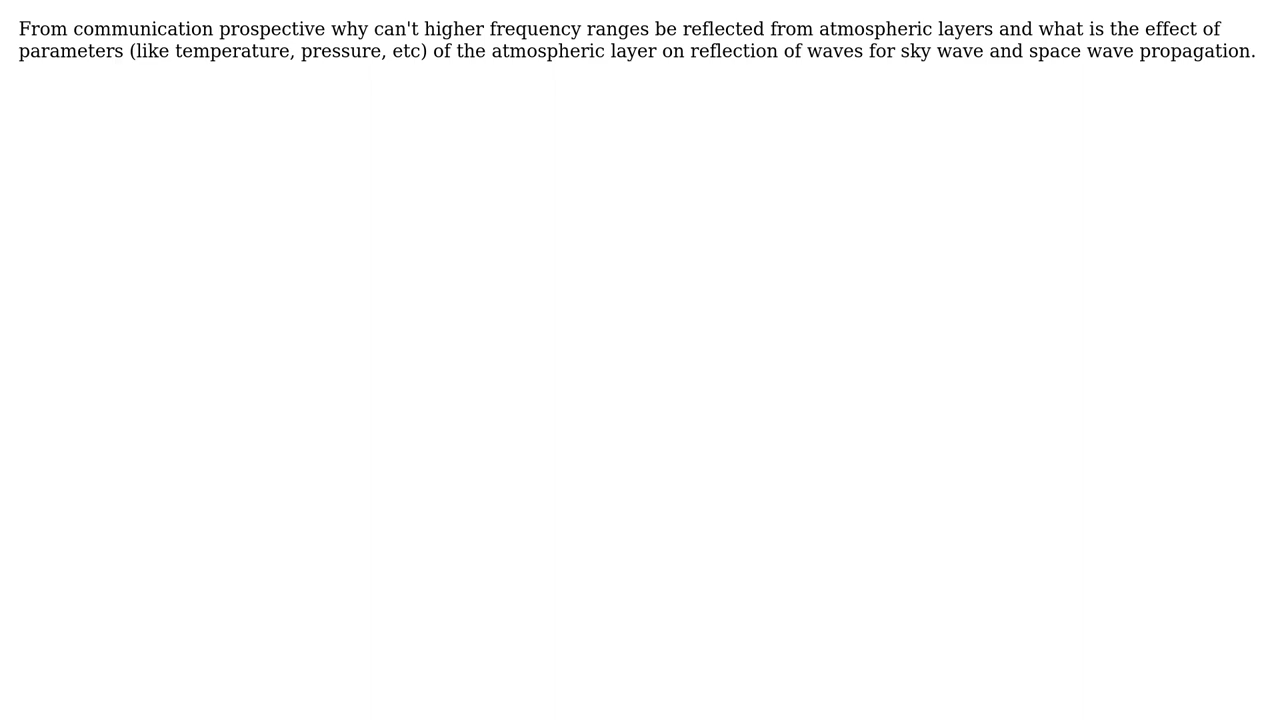 From communication prospective why can't higher frequency ranges be reflected from atmospheric layers and what is the effect of
parameters (like temperature, pressure, etc) of the atmospheric layer on reflection of waves for sky wave and space wave propagation.